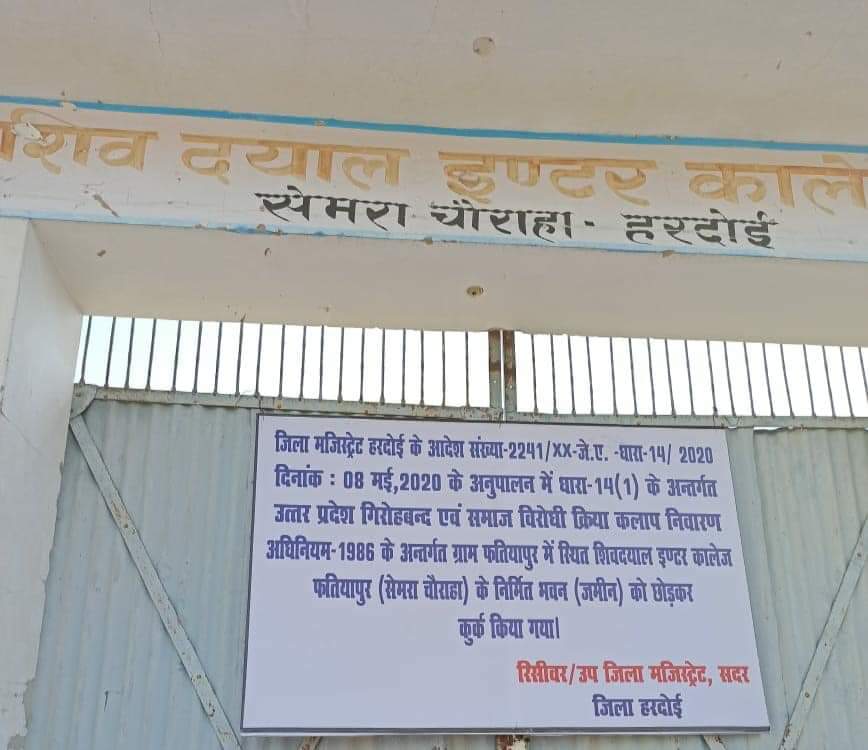 शिव दयाल इण्टर काले
सेमरा चौराहा - हरदोई
जिला मजिस्ट्रेट हरदोई के आदेश संख्या-2241/XX-जे.ए. -धारा-14/ 2020
दिनांक : 08 मई,2020 के अनुपालन में धारा-14(1) के अन्तर्गत
उत्तर प्रदेश गिरोहबन्द एवं समाज विरोधी क्रिया कलाप निवारण
अधिनियम-1986 के अन्तर्गत ग्राम फतियापुर में स्थित शिवदयाल इण्टर कालेज
फतियापुर (सेमरा चौराहा) के निर्मित भवन (जमीन) को छोड़कर
कुर्क किया गया।
रिसीवर/उप जिला मजिस्ट्रेट, सदर
जिला हरदोई